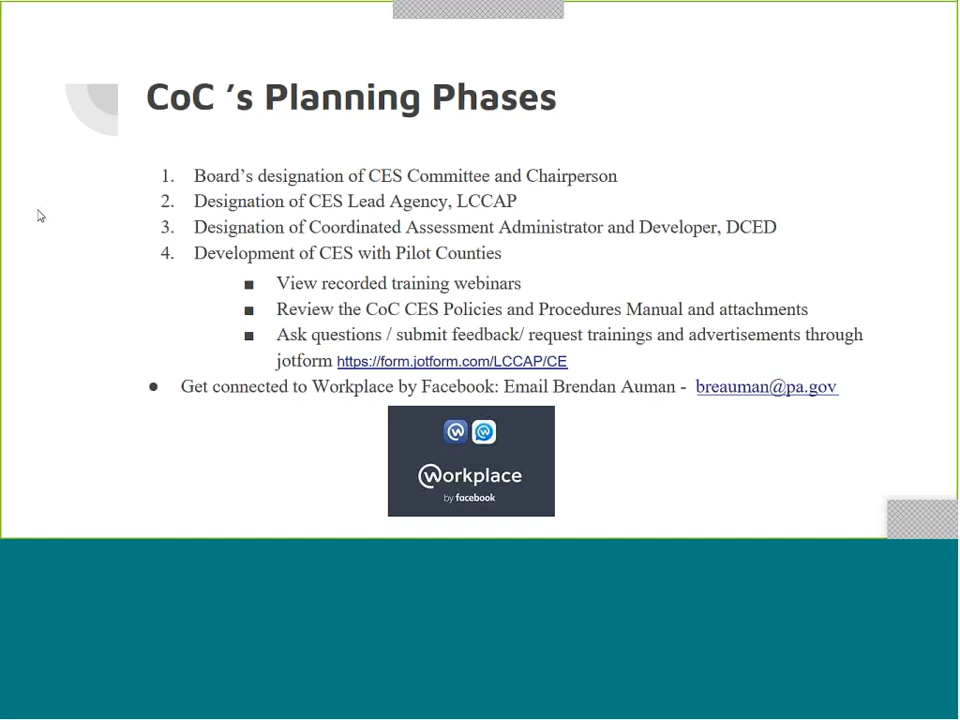 CoC ’s Planning Phases
1. Board’s designation of CES Committee and Chairperson
2. Designation of CES Lead Agency, LCCAP
3. Designation of Coordinated Assessment Administrator and Developer, DCED
4. Development of CES with Pilot Counties
■ View recorded training webinars
■ Review the CoC CES Policies and Procedures Manual and attachments
■ Ask questions / submit feedback/ request trainings and advertisements through
jotform https://form.jotform.com/LCCAP/CE
● Get connected to Workplace by Facebook: Email Brendan Auman - breauman@pa.gov
workplace
by facebook